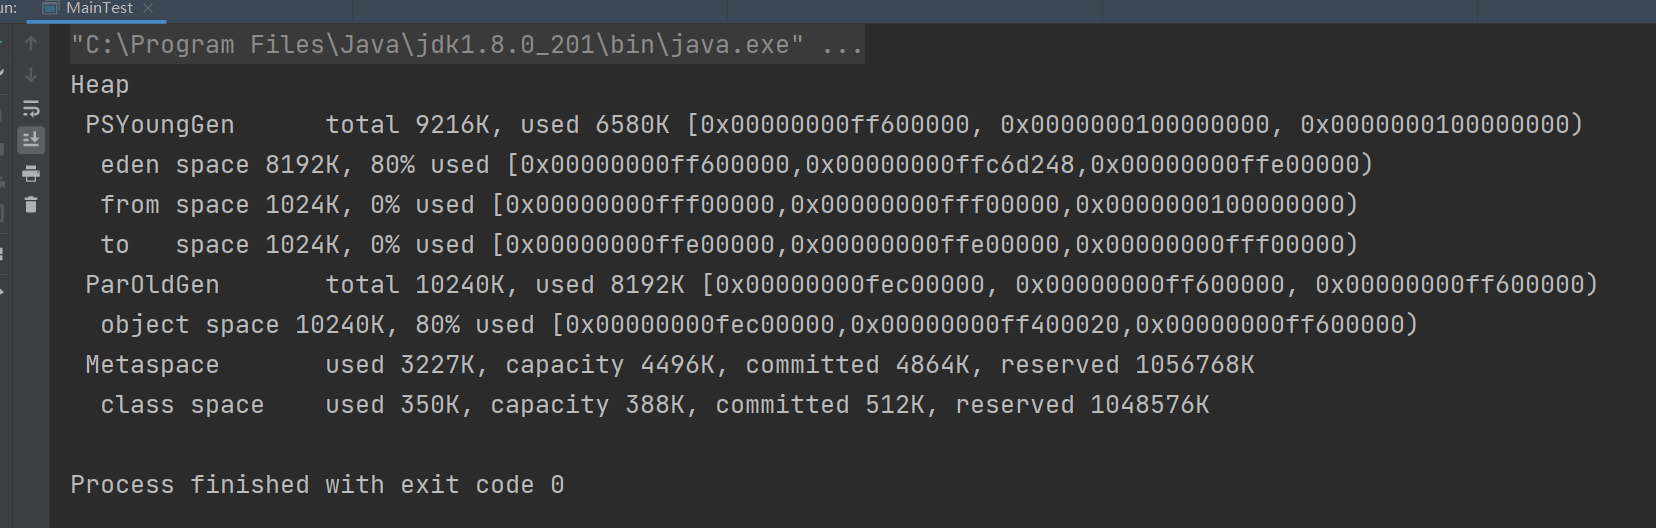 un: MainTest
"C:\Program Files\Java\jdk1.8.0_201\bin\java.exe" ...
Heap
 PSYoungGen      total 9216K, used 6580K [0x00000000ff600000, 0x0000000100000000, 0x0000000100000000)
  eden space 8192K, 80% used [0x00000000ff600000,0x00000000ffc6d248,0x00000000ffe00000)
  from space 1024K, 0% used [0x00000000fff00000,0x00000000fff00000,0x0000000100000000)
  to   space 1024K, 0% used [0x00000000ffe00000,0x00000000ffe00000,0x00000000fff00000)
 ParOldGen       total 10240K, used 8192K [0x00000000fec00000, 0x00000000ff600000, 0x00000000ff600000)
  object space 10240K, 80% used [0x00000000fec00000,0x00000000ff400020,0x00000000ff600000)
 Metaspace       used 3227K, capacity 4496K, committed 4864K, reserved 1056768K
  class space    used 350K, capacity 388K, committed 512K, reserved 1048576K
Process finished with exit code 0